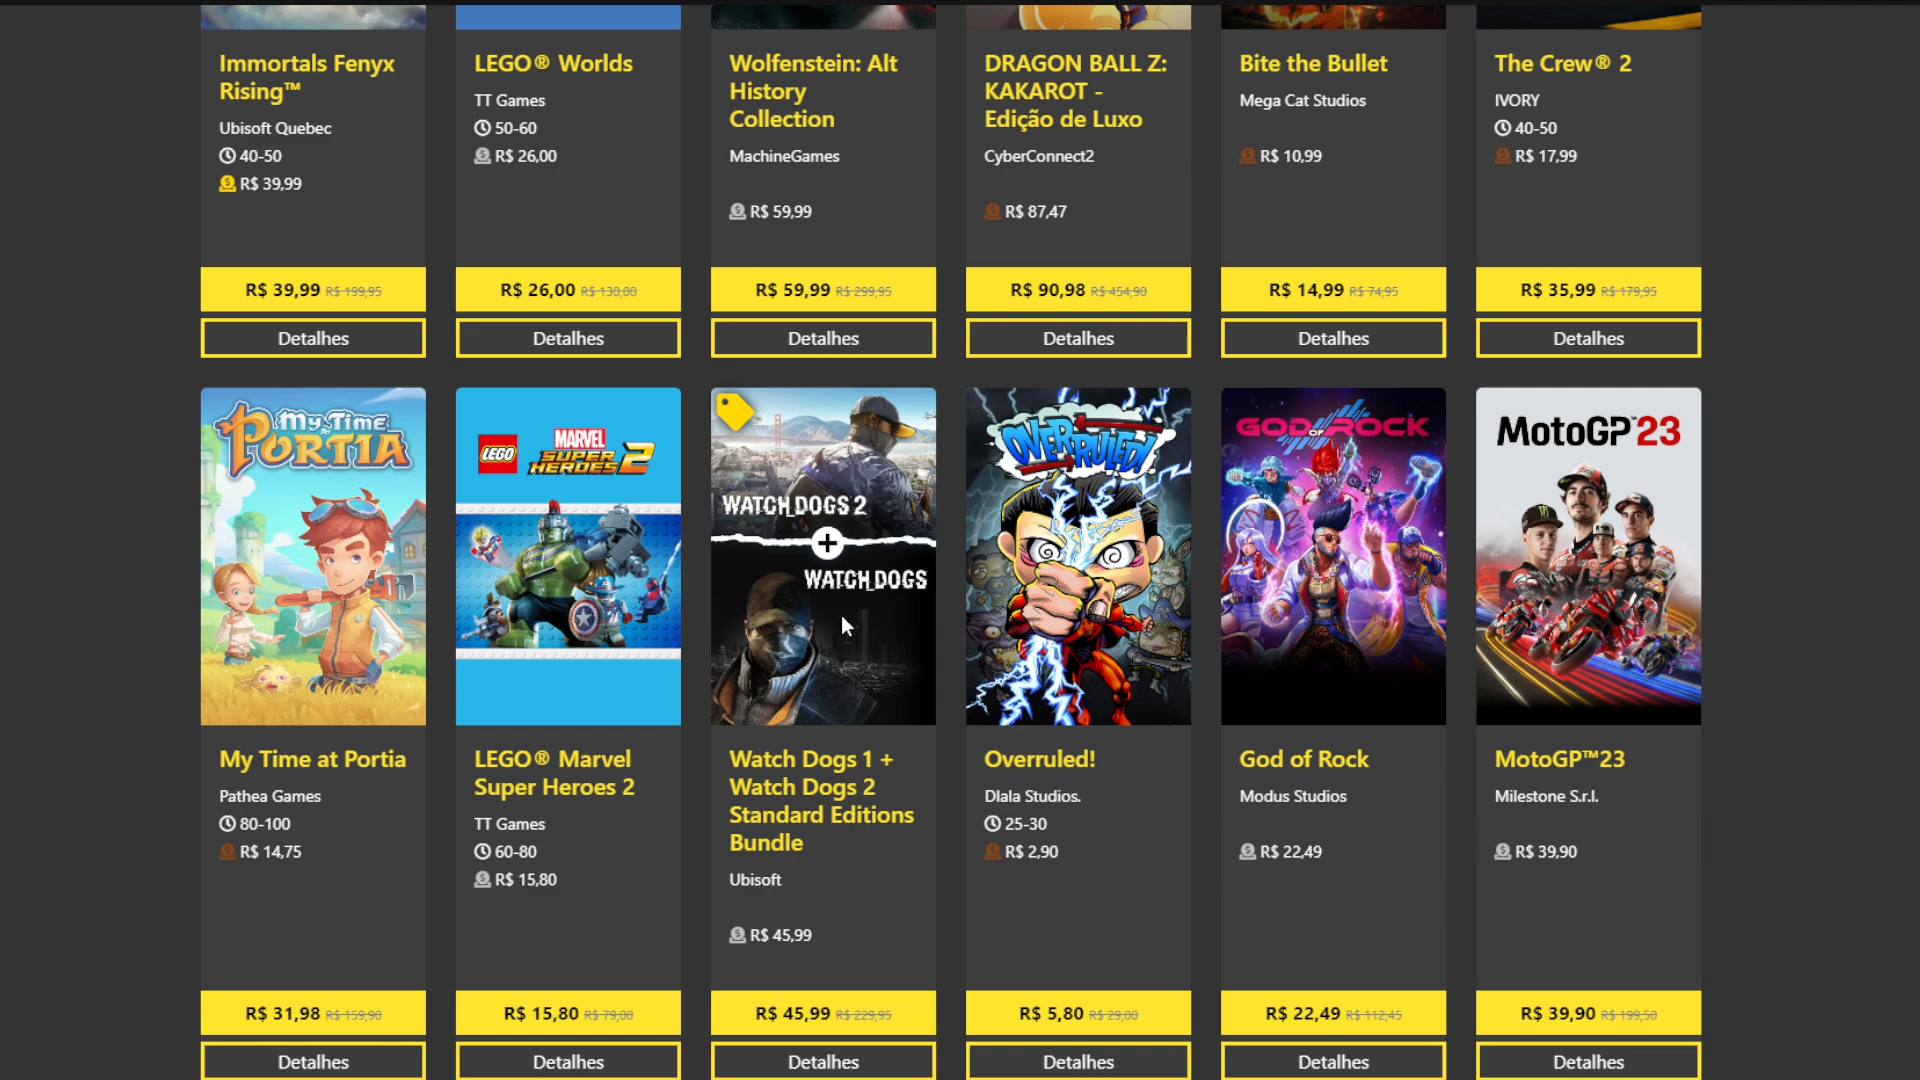 Immortals Fenyx
Rising™
Ubisoft Quebec
40-50
R$ 39,99
R$ 39,99 R$ 199,95
Detalhes
LEGO® Worlds
TT Games
50-60
R$ 26,00
R$ 26,00 R$ 130,00
Detalhes
Wolfenstein: Alt
History
Collection
MachineGames
R$ 59,99
R$ 59,99 R$ 299,95
Detalhes
DRAGON BALL Z:
KAKAROT -
Edição de Luxo
CyberConnect2
R$ 87,47
R$ 90,98 R$ 454,90
Detalhes
Bite the Bullet
Mega Cat Studios
R$ 10,99
R$ 14,99 R$ 74,95
Detalhes
The Crew® 2
IVORY
40-50
R$ 17,99
R$ 35,99 R$ 179,95
Detalhes
My Time
AT
PORTIA
My Time at Portia
Pathea Games
80-100
R$ 14,75
R$ 31,98 R$ 159,90
Detalhes
LEGO
MARVEL
SUPER
HEROES 2
LEGO® Marvel
Super Heroes 2
TT Games
60-80
R$ 15,80
R$ 15,80 R$ 79,00
Detalhes
WATCH_DOGS 2
+
WATCH_DOGS
Watch Dogs 1 +
Watch Dogs 2
Standard Editions
Bundle
Ubisoft
R$ 45,99
R$ 45,99 R$ 229,95
Detalhes
OVERRULED!
Overruled!
Dlala Studios.
25-30
R$ 2,90
R$ 5,80 R$ 29,00
Detalhes
GOD OF ROCK
God of Rock
Modus Studios
R$ 22,49
R$ 22,49 R$ 112,45
Detalhes
MotoGP™23
MotoGP™23
Milestone S.r.l.
R$ 39,90
R$ 39,90 R$ 199,50
Detalhes